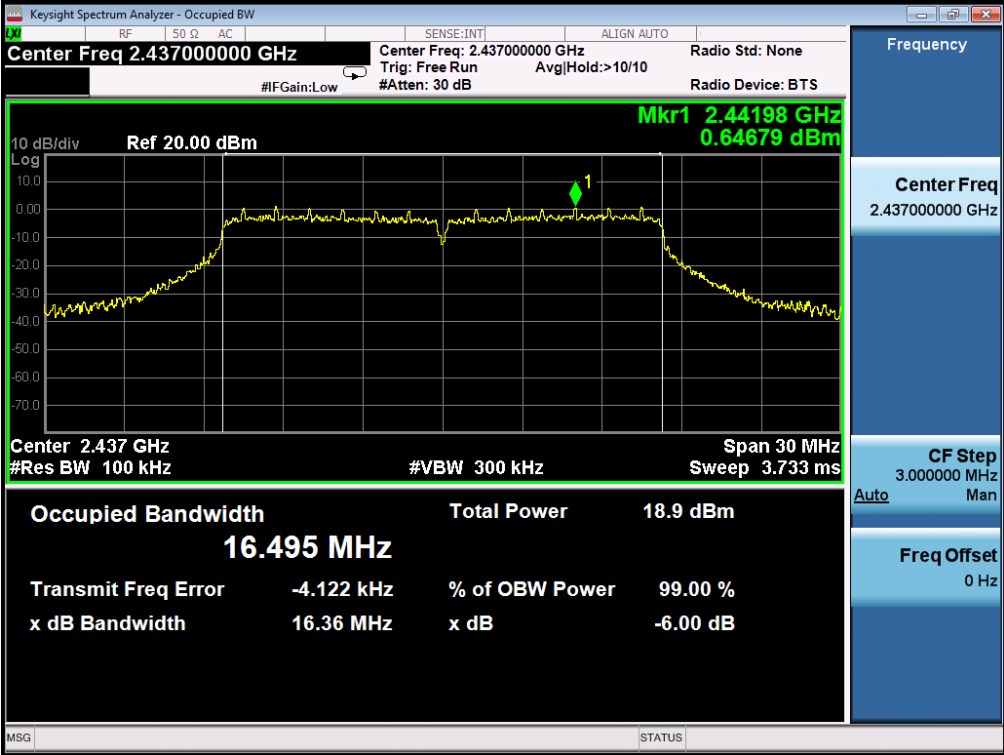 Keysight Spectrum Analyzer - Occupied BW
LXI RF 50 Ω AC SENSE:INT ALIGN AUTO
Center Freq 2.437000000 GHz
Center Freq: 2.437000000 GHz
Radio Std: None
Trig: Free Run Avg|Hold:>10/10
#IFGain:Low #Atten: 30 dB Radio Device: BTS
Mkr1 2.44198 GHz
0.64679 dBm
10 dB/div Ref 20.00 dBm
Log
10.0
0.00
-10.0
-20.0
-30.0
-40.0
-50.0
-60.0
-70.0
1
Center 2.437 GHz Span 30 MHz
#Res BW 100 kHz #VBW 300 kHz Sweep 3.733 ms
Occupied Bandwidth Total Power 18.9 dBm
16.495 MHz
Transmit Freq Error -4.122 kHz % of OBW Power 99.00 %
x dB Bandwidth 16.36 MHz x dB -6.00 dB
Frequency
Center Freq
2.437000000 GHz
CF Step
3.000000 MHz
Auto Man
Freq Offset
0 Hz
MSG STATUS